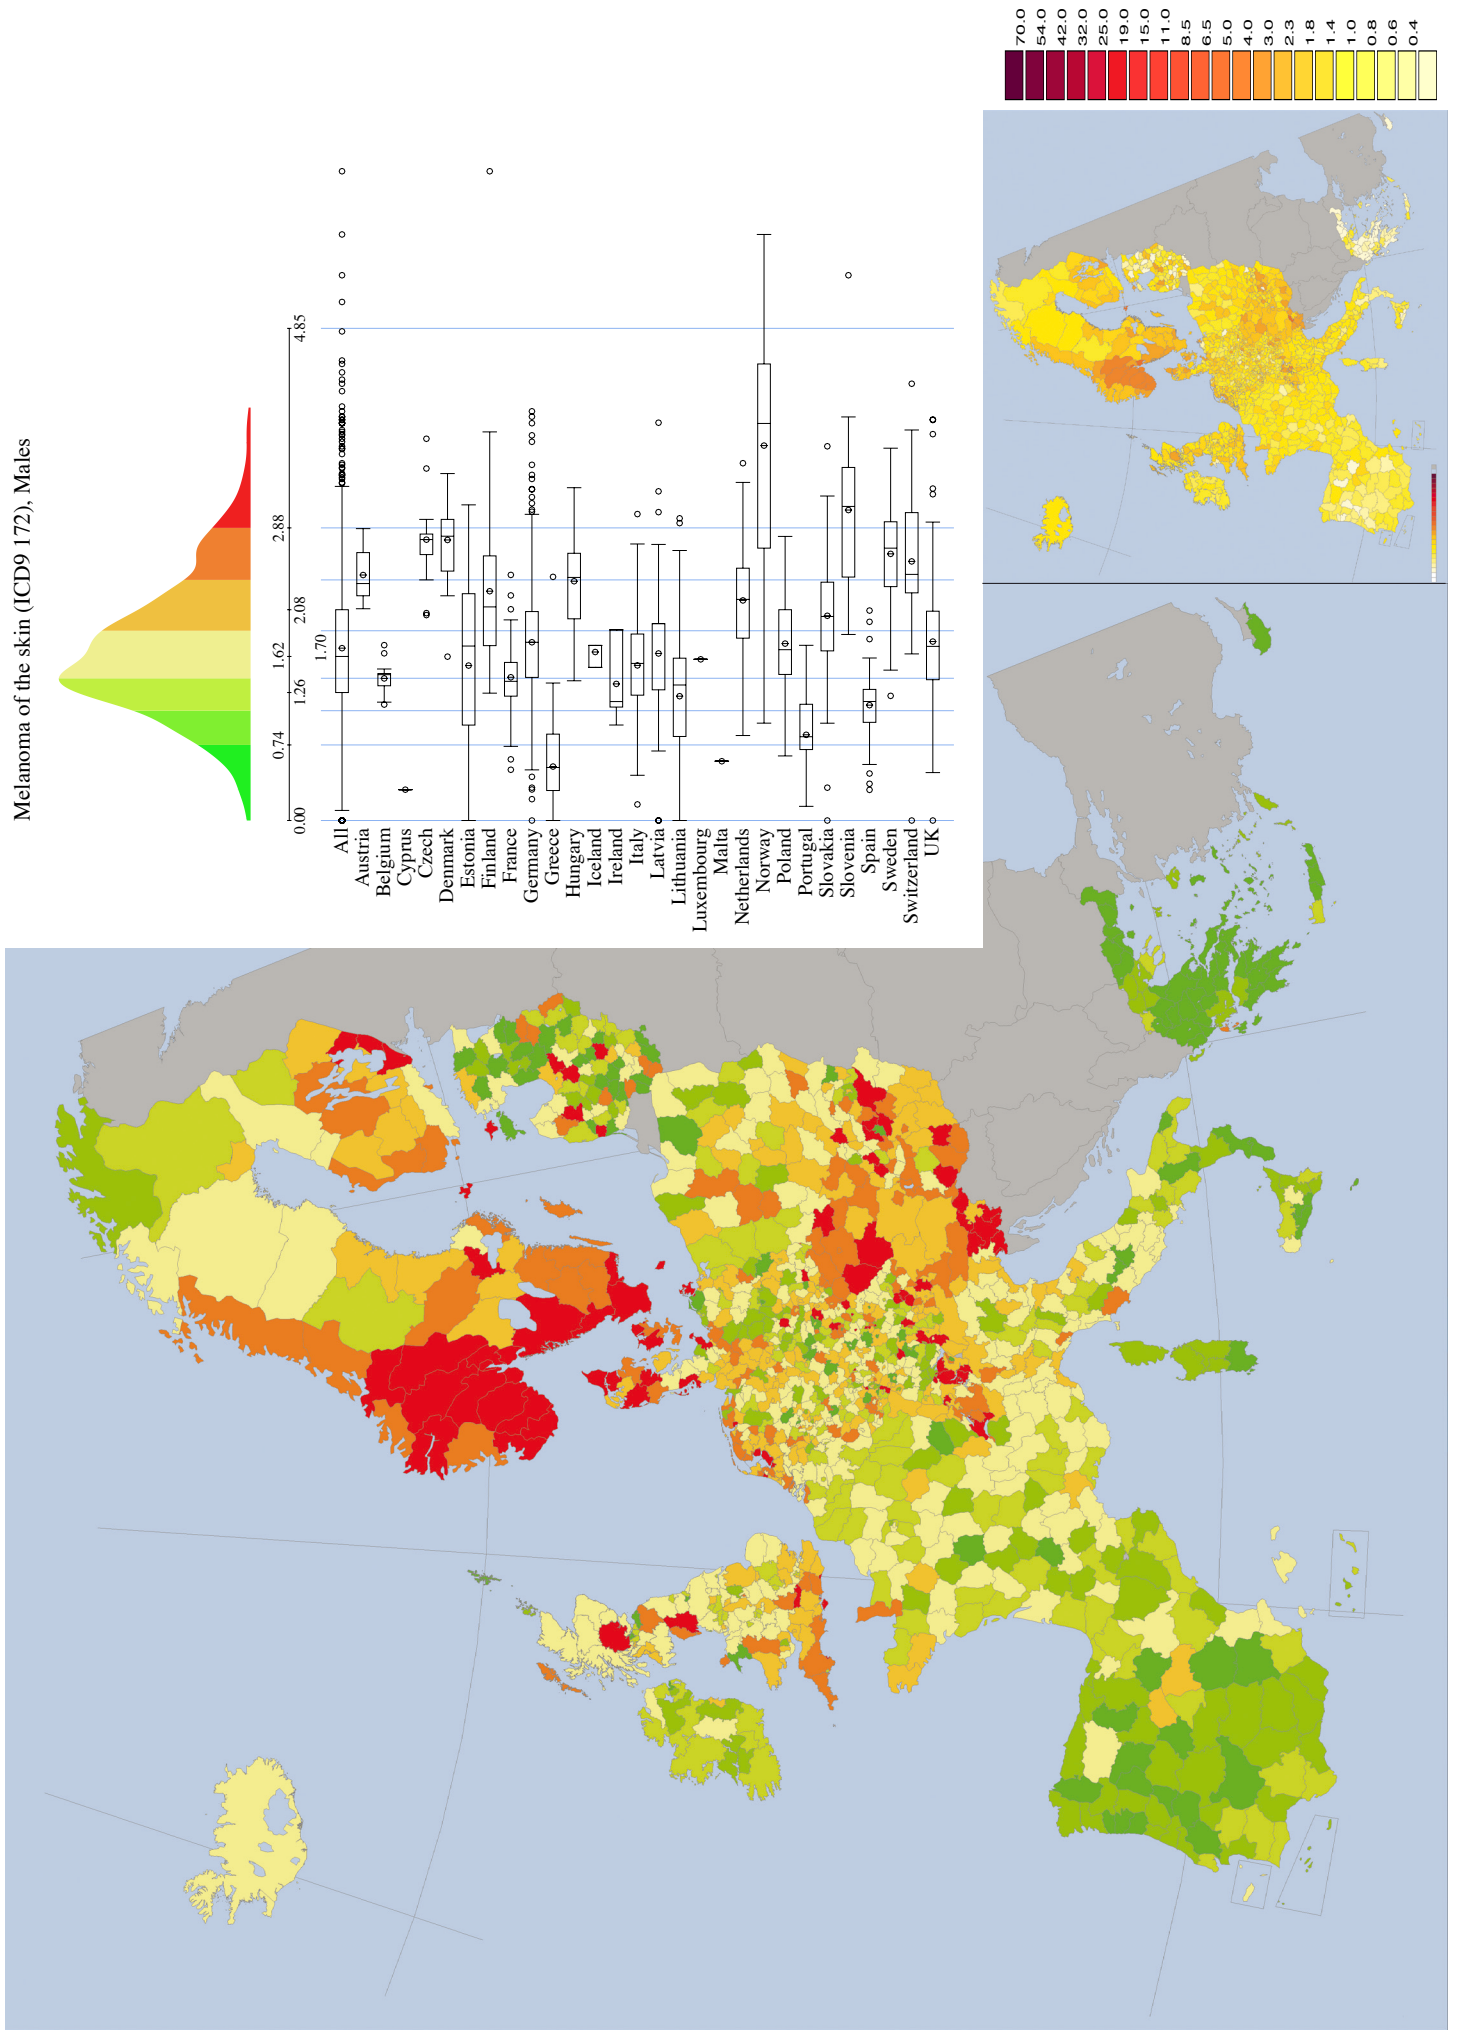 Melanoma of the skin (ICD9 172), Males
0.00
0.74
1.26
1.62
2.08
2.88
4.85
1.70
All
Austria
Belgium
Cyprus
Czech
Denmark
Estonia
Finland
France
Germany
Greece
Hungary
Iceland
Ireland
Italy
Latvia
Lithuania
Luxembourg
Malta
Netherlands
Norway
Poland
Portugal
Slovakia
Slovenia
Spain
Sweden
Switzerland
UK
70.0
54.0
42.0
32.0
25.0
19.0
15.0
11.0
8.5
6.5
5.0
4.0
3.0
2.3
1.8
1.4
1.0
0.8
0.6
0.4